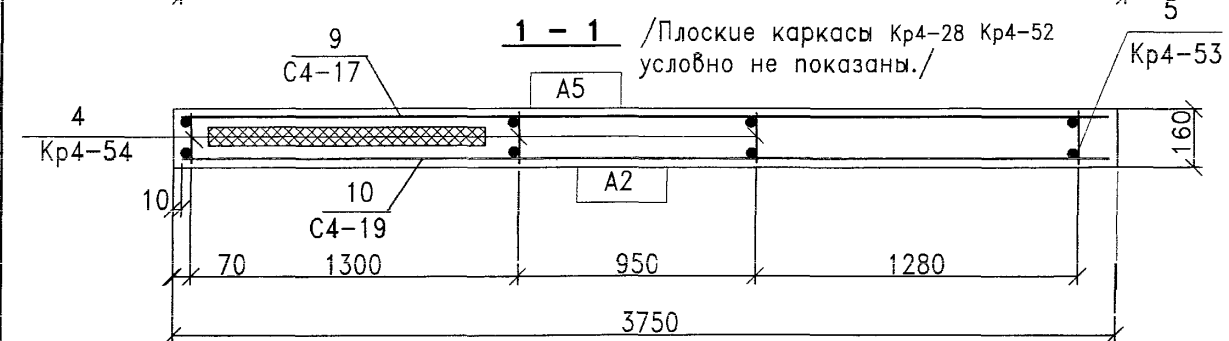 1 - 1
/Плоские каркасы Кр4-28 Кр4-52
условно не показаны./
5
Кр4-53
9
С4-17
А5
4
Кр4-54
160
А2
10
10
С4-19
70
1300
950
1280
3750